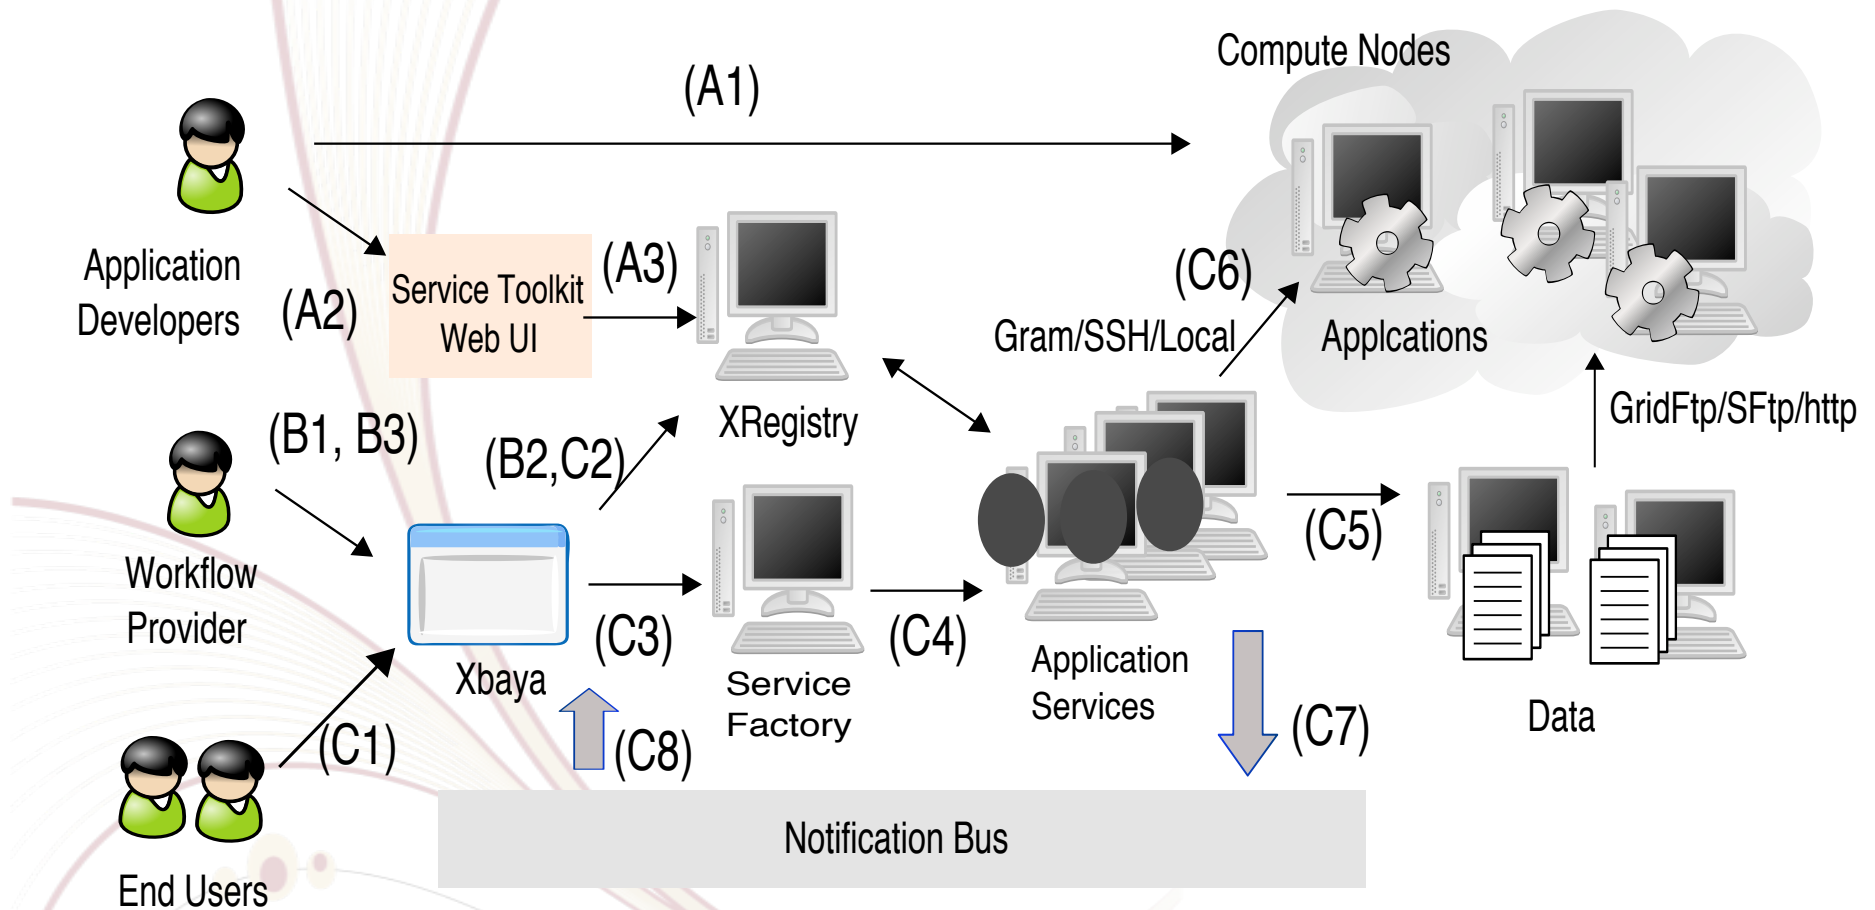 Compute Nodes
(A1)
Application
Developers
(A2)
Service Toolkit
Web UI
(A3)
(C6)
Gram/SSH/Local
Applcations
XRegistry
GridFtp/SFtp/http
(B1, B3)
(B2,C2)
Workflow
Provider
Xbaya
(C3)
Service
Factory
(C4)
Application
Services
(C5)
Data
(C1)
(C8)
(C7)
Notification Bus
End Users